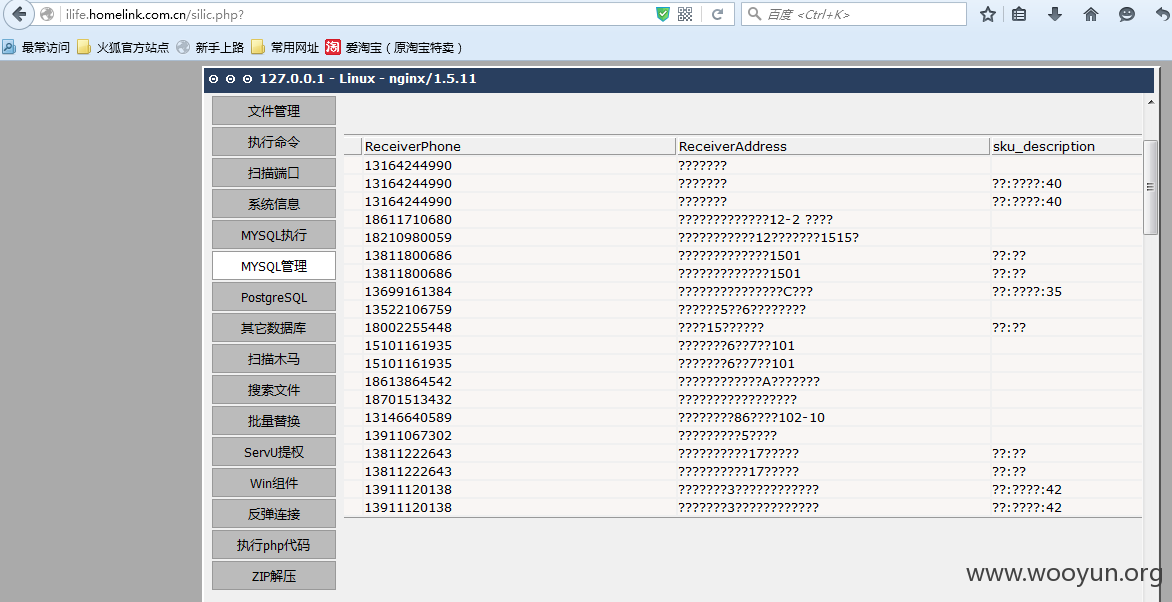 ilife.homelink.com.cn/silic.php?
百度 <Ctrl+K>
最常访问 火狐官方站点 新手上路 常用网址 淘 爱淘宝（原淘宝特卖）
127.0.0.1 - Linux - nginx/1.5.11
文件管理
执行命令
扫描端口
系统信息
MYSQL执行
MYSQL管理
PostgreSQL
其它数据库
扫描木马
搜索文件
批量替换
ServU提权
Win组件
反弹连接
执行php代码
ZIP解压
ReceiverPhone ReceiverAddress sku_description
13164244990 ???????
13164244990 ??????? ??:????:40
13164244990 ??????? ??:????:40
18611710680 ?????????????12-2 ????
18210980059 ???????????12???????1515?
13811800686 ?????????????1501 ??:??
13811800686 ?????????????1501 ??:??
13699161384 ???????????????C??? ??:????:35
13522106759 ??????5??6????????
18002255448 ????15?????? ??:??
15101161935 ???????6??7??101
15101161935 ???????6??7??101
18613864542 ????????????A???????
18701513432 ?????????????????
13146640589 ????????86????102-10
13911067302 ?????????5????
13811222643 ??????????17????? ??:??
13811222643 ??????????17????? ??:??
13911120138 ???????3???????????? ??:????:42
13911120138 ???????3???????????? ??:????:42
www.wooyun.org